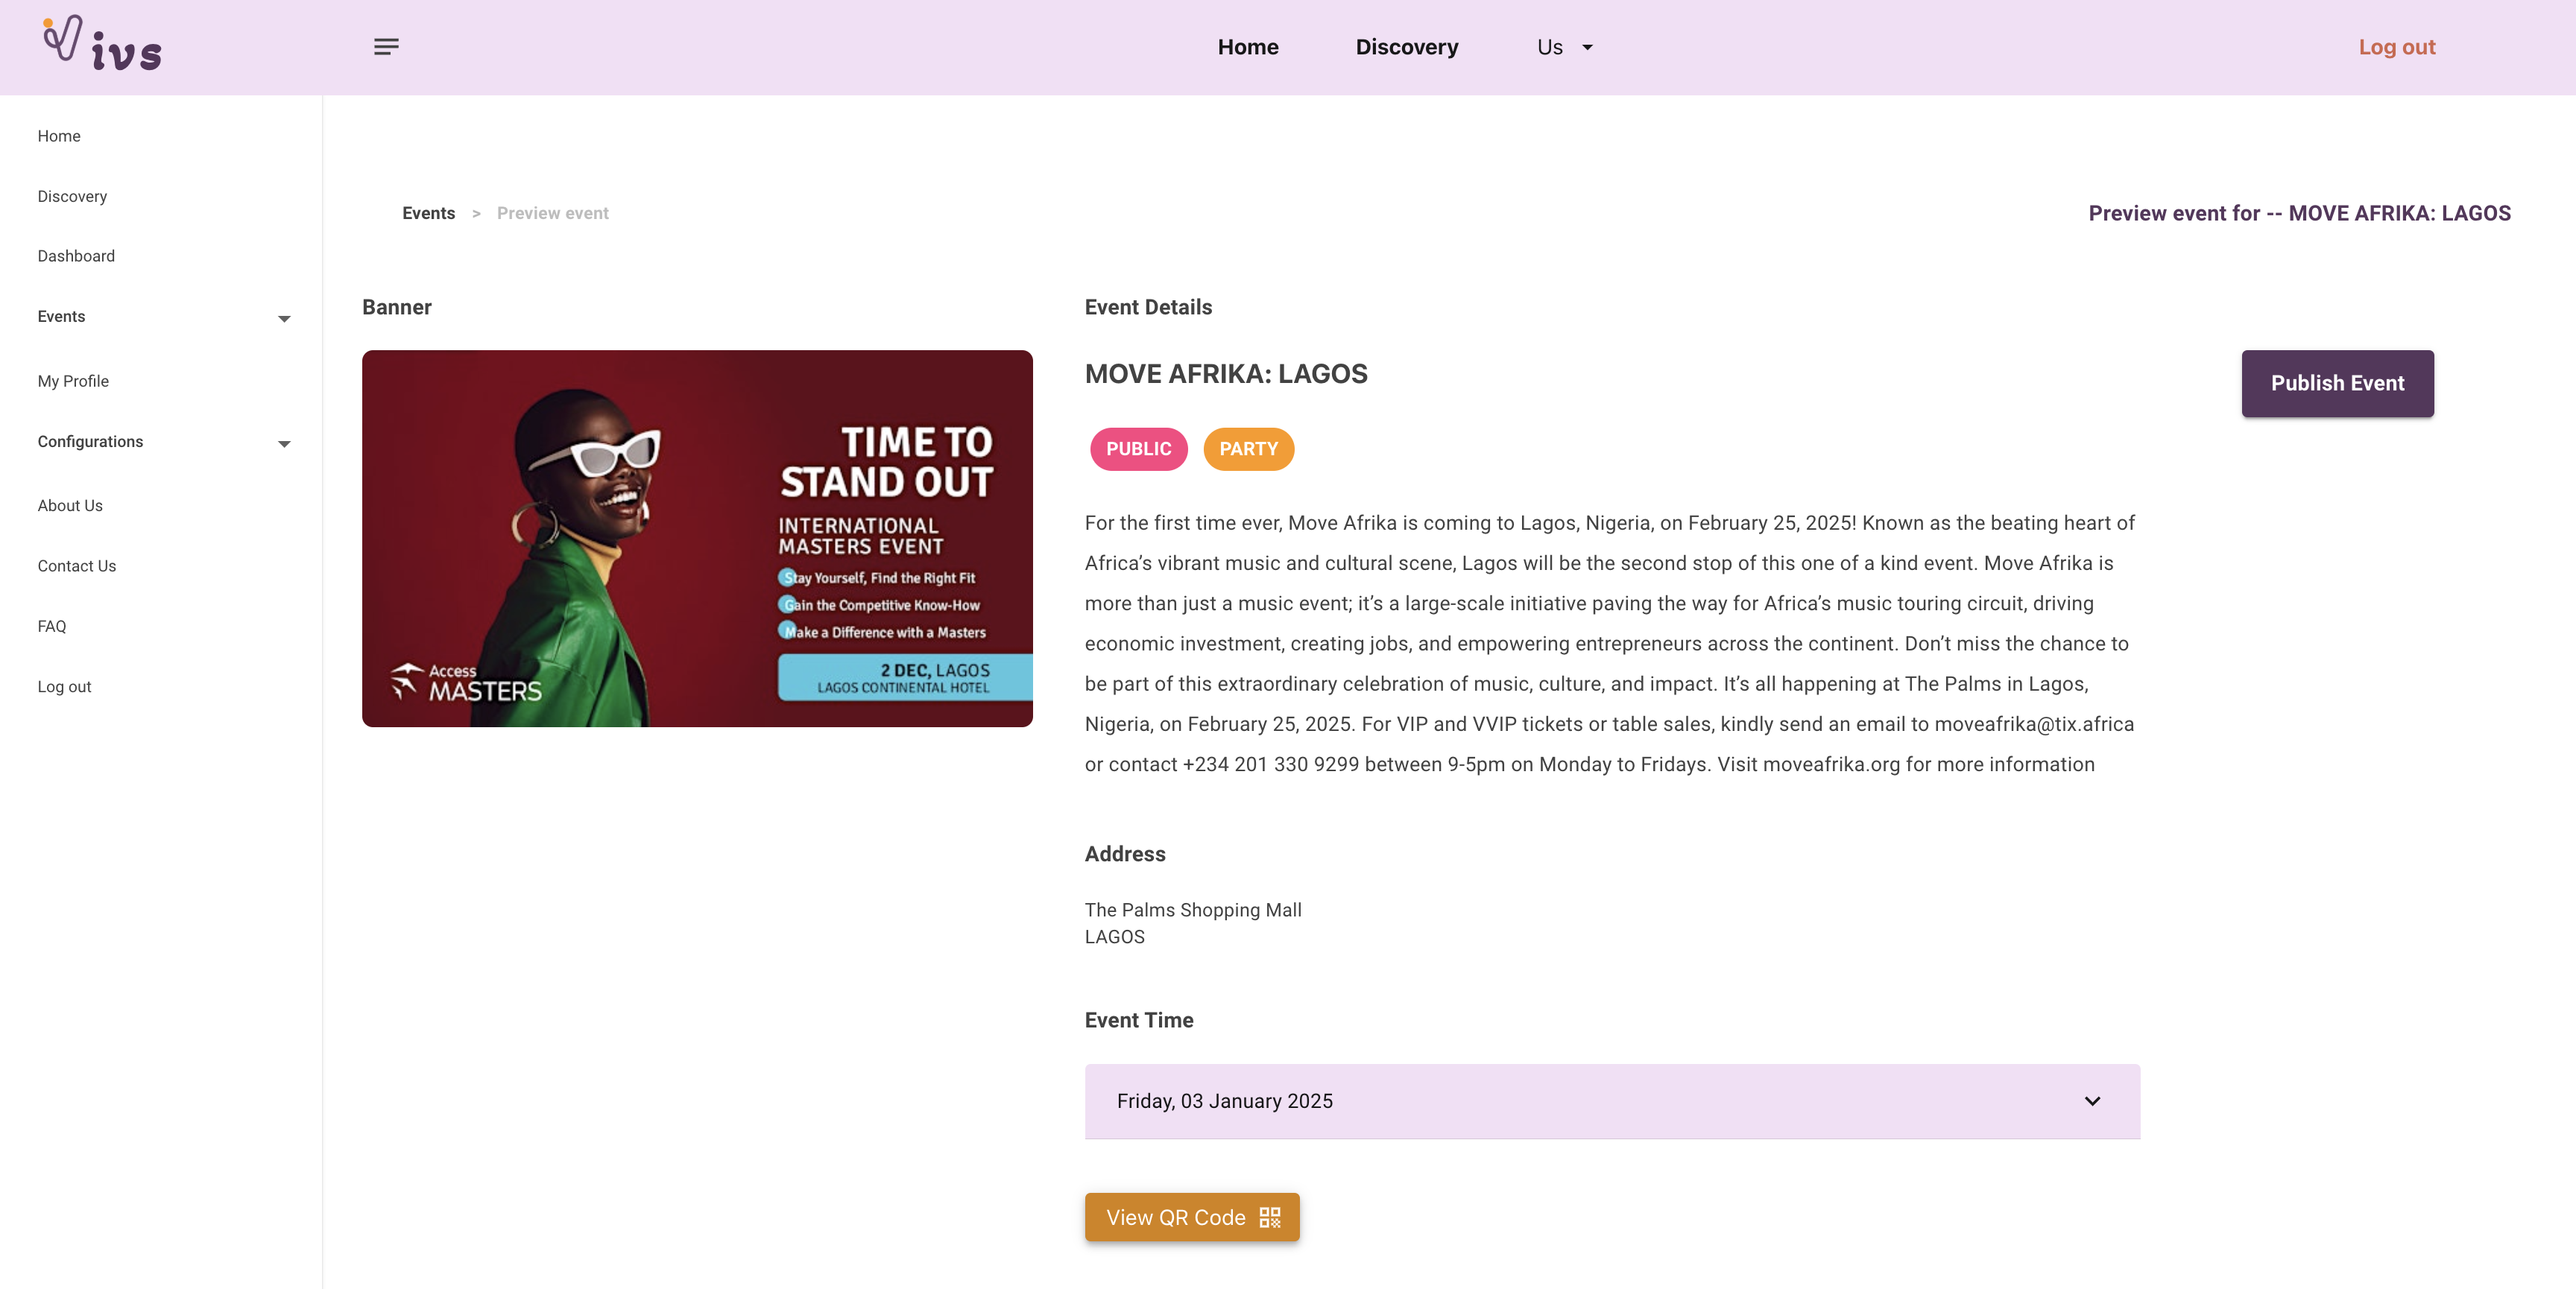 Vivs
Home
Discovery
Us
Log out
Home
Discovery
Dashboard
Events
My Profile
Configurations
About Us
Contact Us
FAQ
Log out
Events > Preview event
Preview event for -- MOVE AFRIKA: LAGOS
Banner
TIME TO
STAND OUT
INTERNATIONAL
MASTERS EVENT
Stay Yourself, Find the Right Fit
Gain the Competitive Know-How
Make a Difference with a Masters
2 DEC, LAGOS
LAGOS CONTINENTAL HOTEL
Access
MASTERS
Event Details
MOVE AFRIKA: LAGOS
Publish Event
PUBLIC
PARTY
For the first time ever, Move Afrika is coming to Lagos, Nigeria, on February 25, 2025! Known as the beating heart of
Africa’s vibrant music and cultural scene, Lagos will be the second stop of this one of a kind event. Move Afrika is
more than just a music event; it’s a large-scale initiative paving the way for Africa’s music touring circuit, driving
economic investment, creating jobs, and empowering entrepreneurs across the continent. Don’t miss the chance to
be part of this extraordinary celebration of music, culture, and impact. It’s all happening at The Palms in Lagos,
Nigeria, on February 25, 2025. For VIP and VVIP tickets or table sales, kindly send an email to moveafrika@tix.africa
or contact +234 201 330 9299 between 9-5pm on Monday to Fridays. Visit moveafrika.org for more information
Address
The Palms Shopping Mall
LAGOS
Event Time
Friday, 03 January 2025
View QR Code